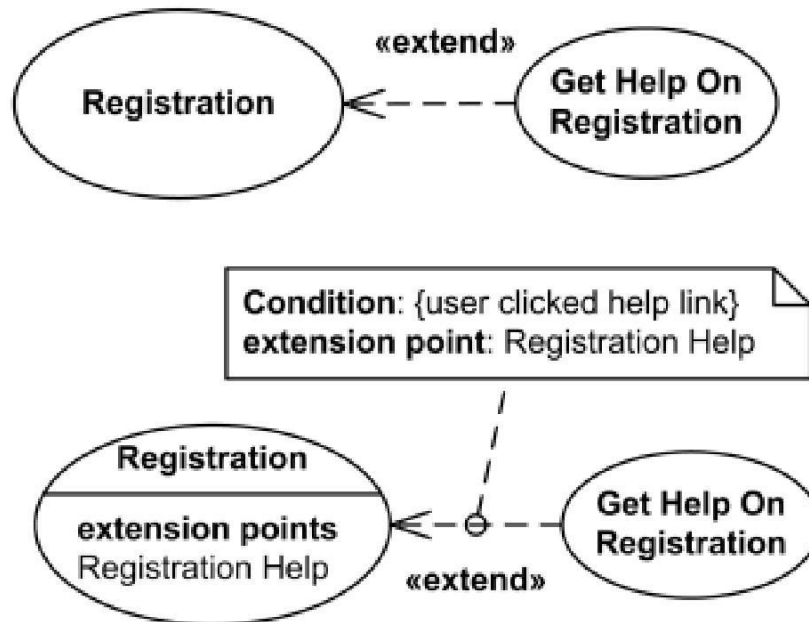 «extend»
Registration
Get Help On
Registration
Condition: {user clicked help link}
extension point: Registration Help
Registration
extension points
Registration Help
Get Help On
Registration
«extend»